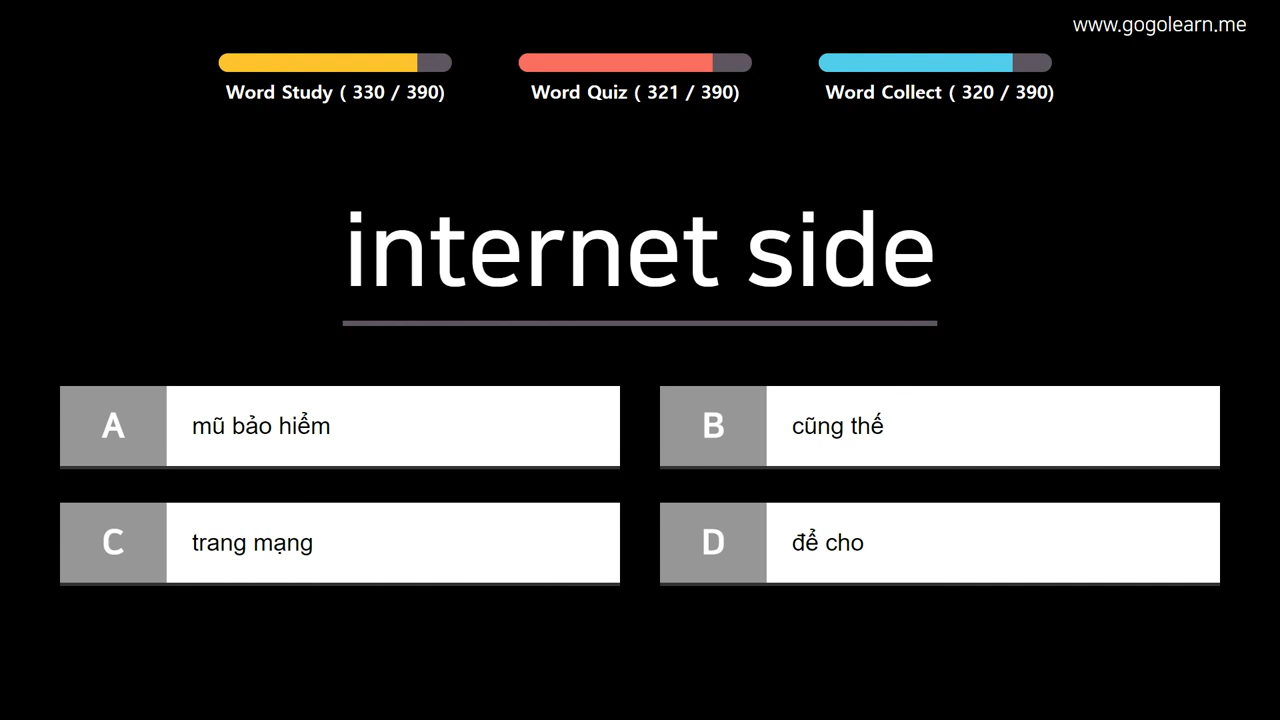 www.gogolearn.me
Word Study ( 330 / 390)
Word Quiz ( 321 / 390)
Word Collect ( 320 / 390)
internet side
A
mũ bảo hiểm
B
cũng thế
C
trang mạng
D
để cho